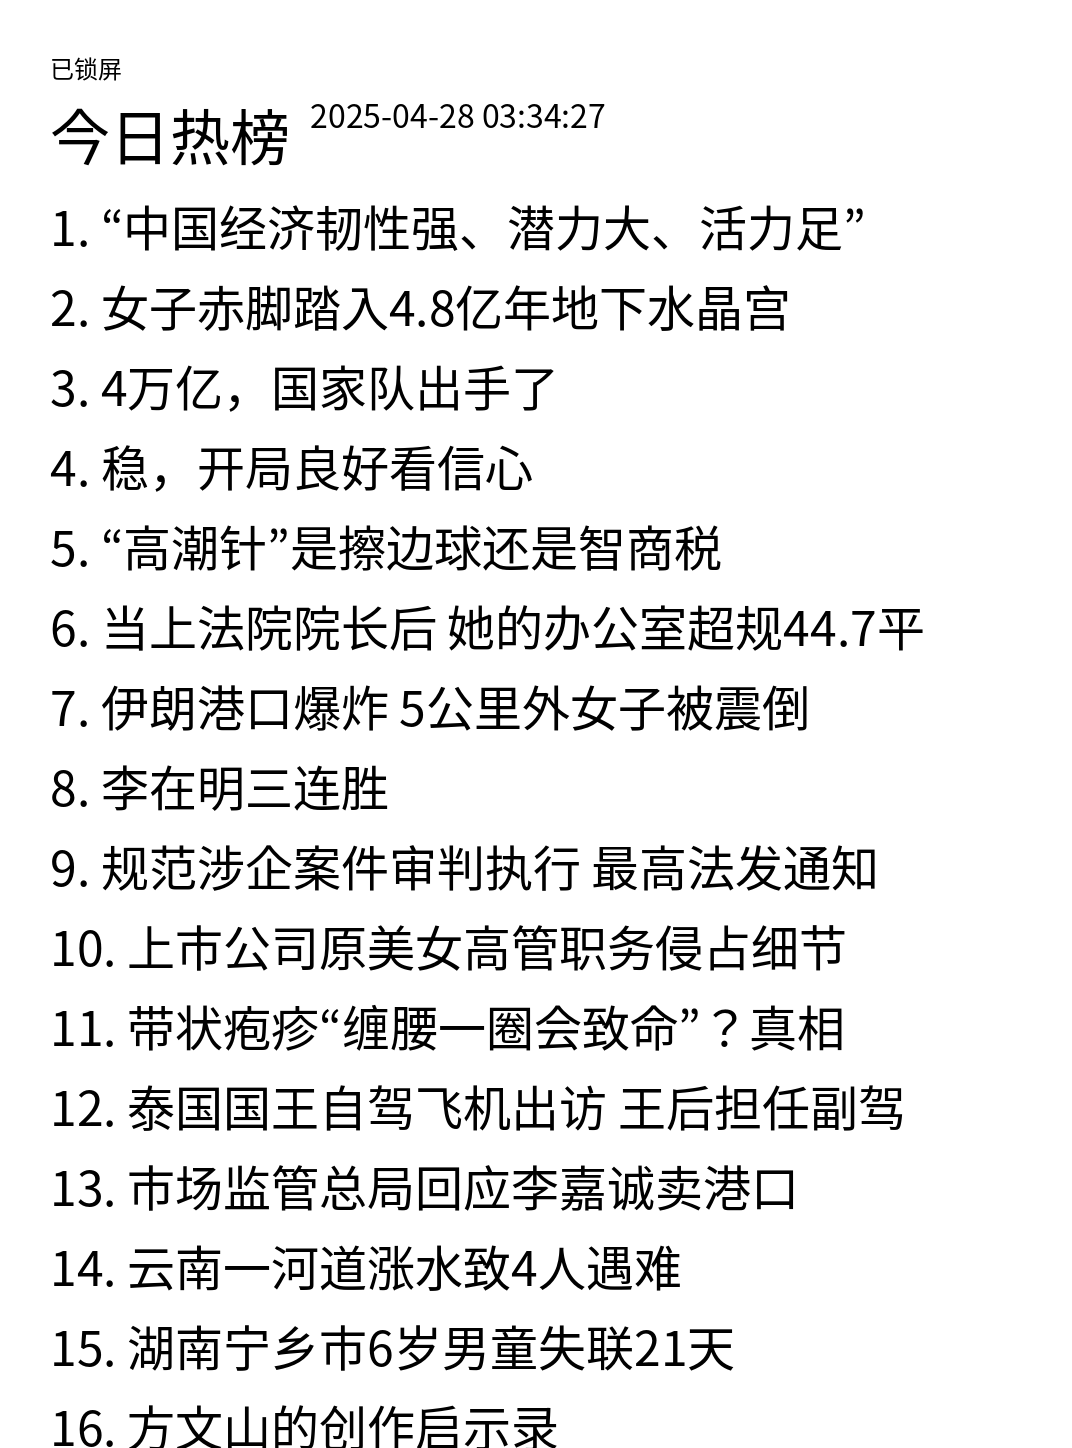 已锁屏
今日热榜 2025-04-28 03:34:27
1. “中国经济韧性强、潜力大、活力足”
2. 女子赤脚踏入4.8亿年地下水晶宫
3. 4万亿，国家队出手了
4. 稳，开局良好看信心
5. “高潮针”是擦边球还是智商税
6. 当上法院院长后 她的办公室超规44.7平
7. 伊朗港口爆炸 5公里外女子被震倒
8. 李在明三连胜
9. 规范涉企案件审判执行 最高法发通知
10. 上市公司原美女高管职务侵占细节
11. 带状疱疹“缠腰一圈会致命”？真相
12. 泰国国王自驾飞机出访 王后担任副驾
13. 市场监管总局回应李嘉诚卖港口
14. 云南一河道涨水致4人遇难
15. 湖南宁乡市6岁男童失联21天
16. 方文山的创作启示录